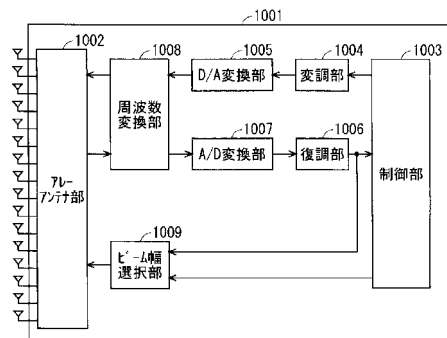 1001
1002
1008
1005
1004
1003
D/A変換部
変調部
周波数
変換部
1007
1006
A/D変換部
復調部
制御部
アレー
アンテナ部
1009
ビーム幅
選択部